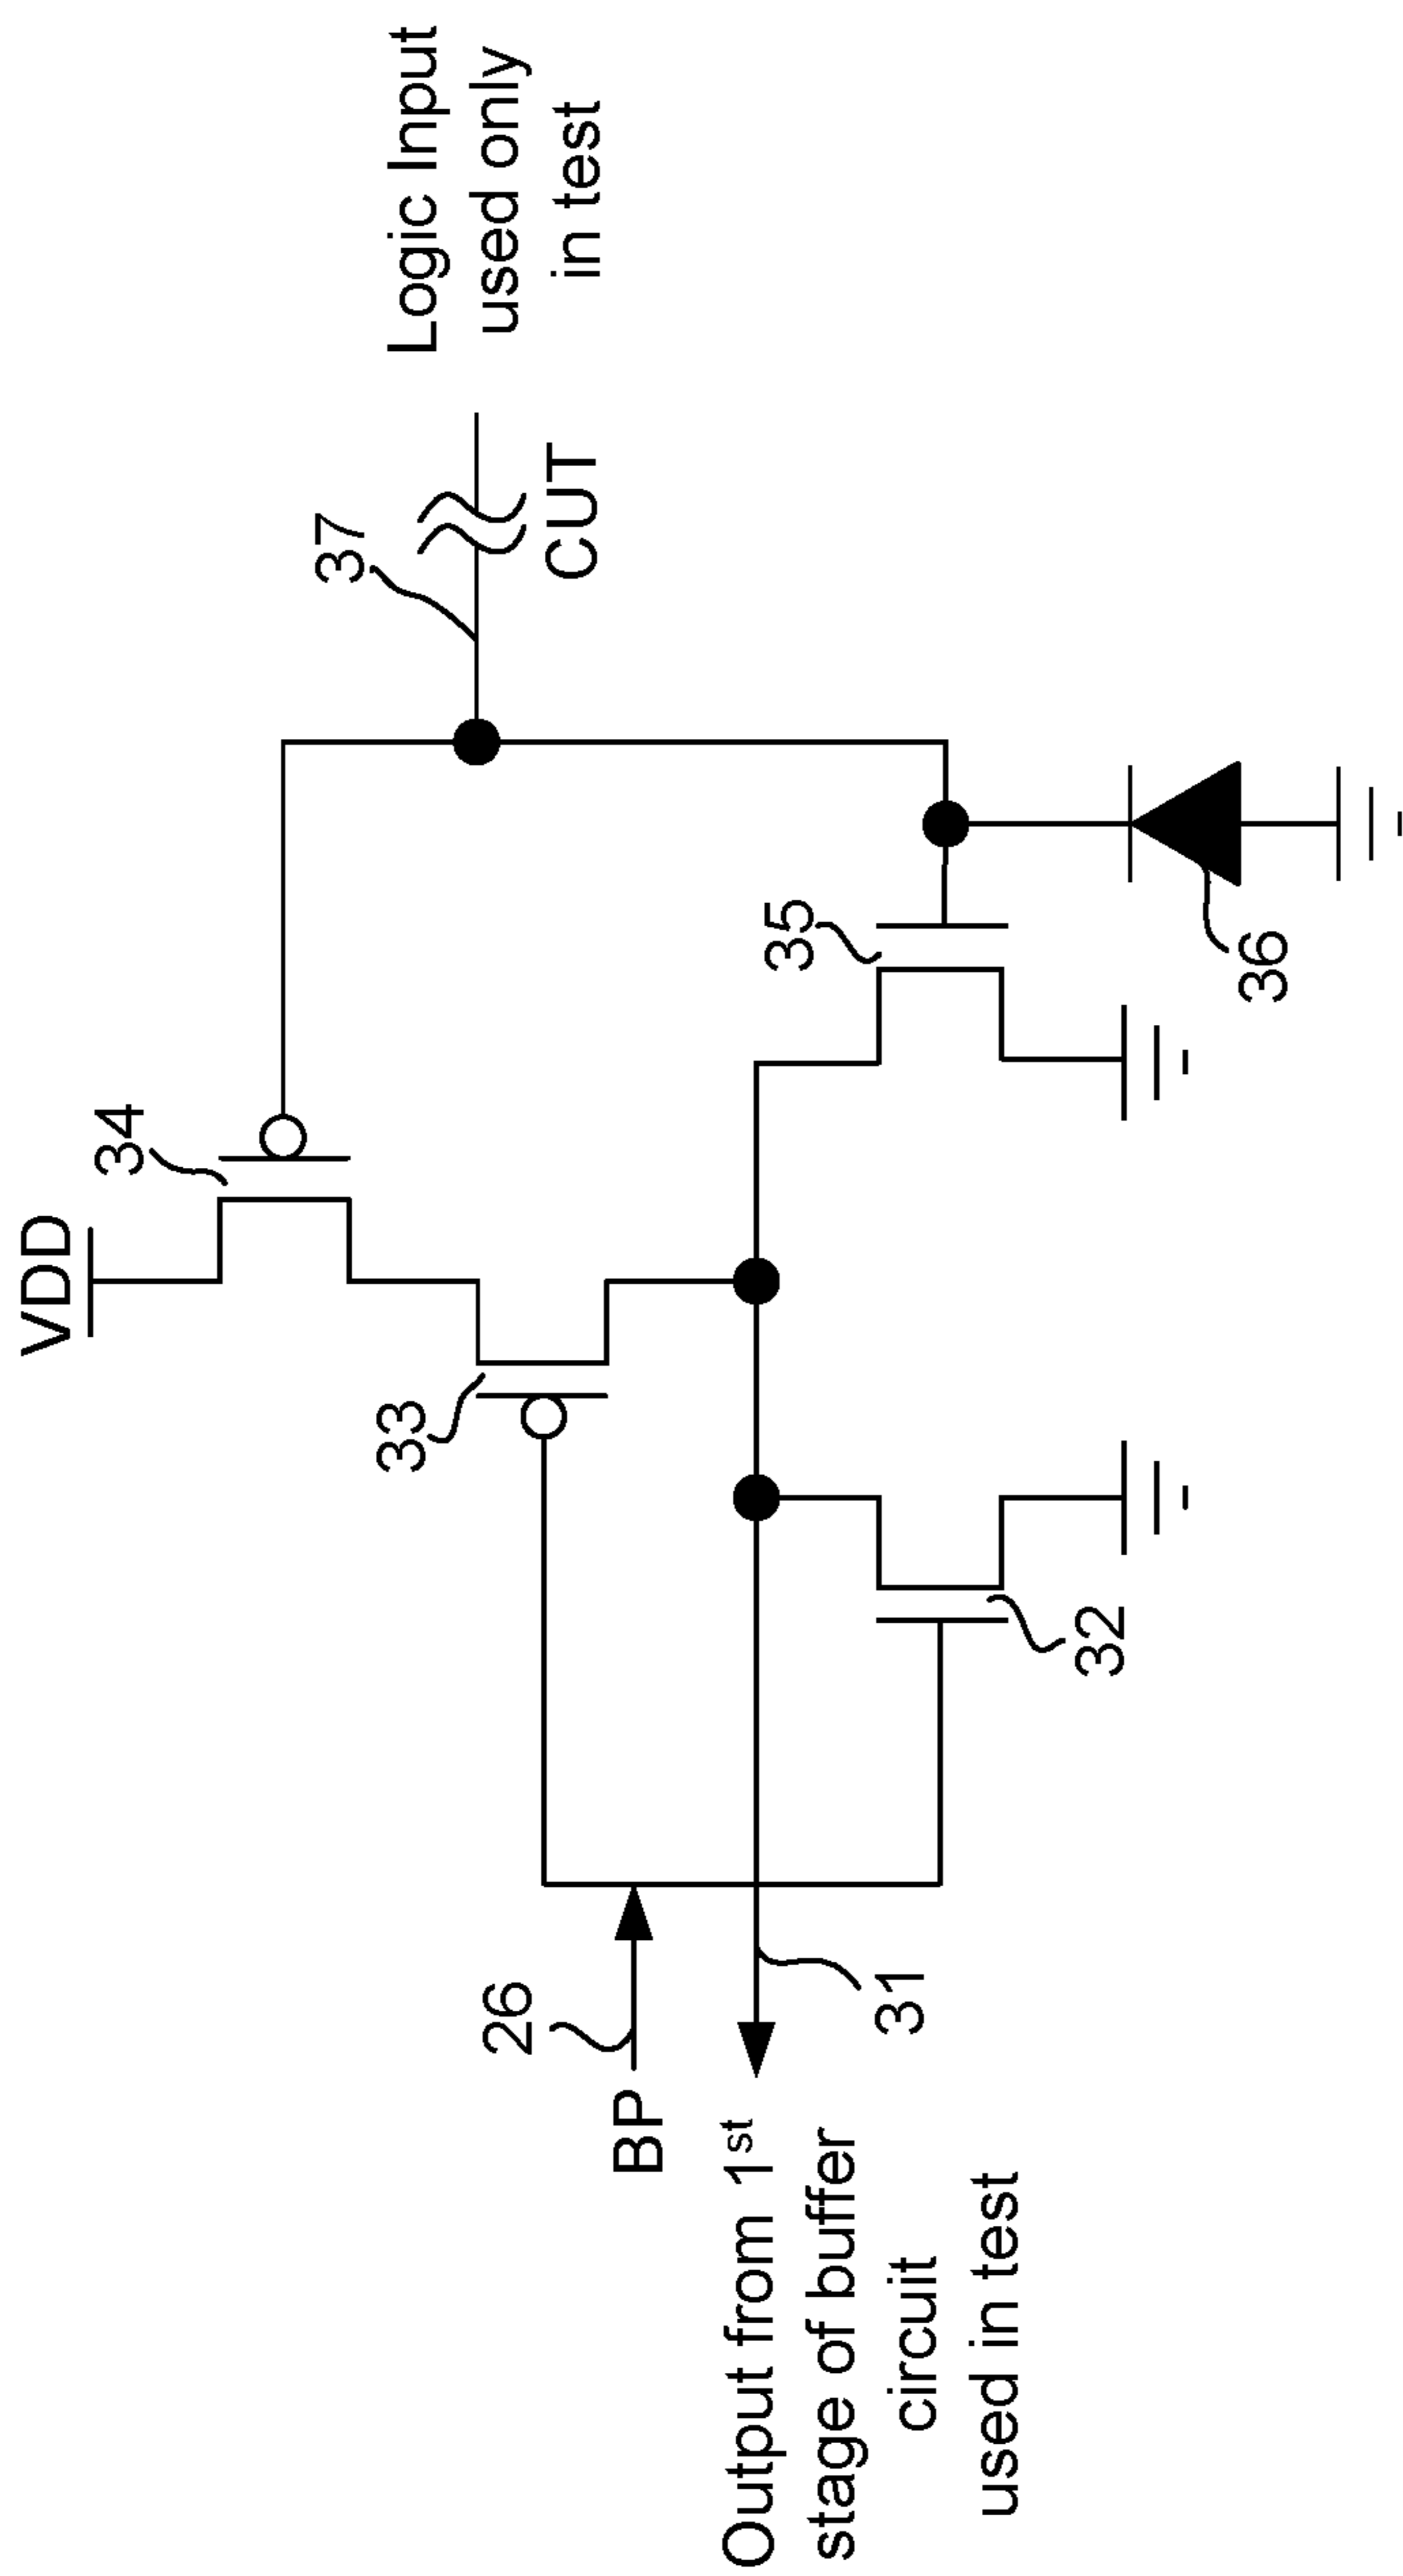 VDD
34
33
37
Logic Input
used only
in test
CUT
26
BP
35
31
Output from 1st
stage of buffer
circuit
used in test
32
36